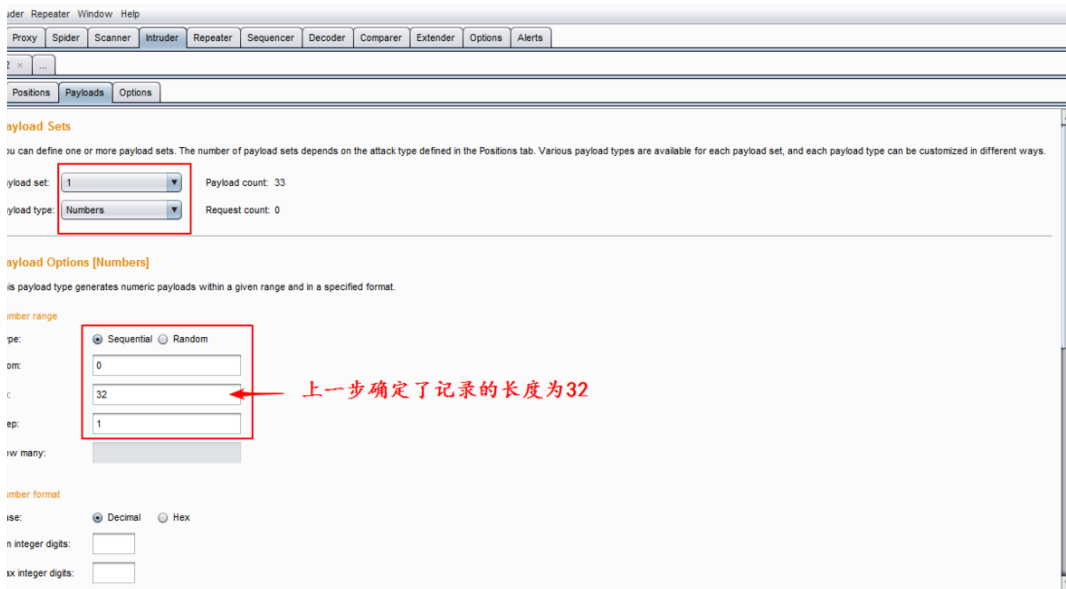 uder Repeater Window Help
Proxy Spider Scanner Intruder Repeater Sequencer Decoder Comparer Extender Options Alerts
2 × ...
Positions Payloads Options
ayload Sets
ou can define one or more payload sets. The number of payload sets depends on the attack type defined in the Positions tab. Various payload types are available for each payload set, and each payload type can be customized in different ways.
yload set: 1 Payload count: 33
yload type: Numbers Request count: 0
ayload Options [Numbers]
is payload type generates numeric payloads within a given range and in a specified format.
umber range
pe: Sequential Random
om: 0
: 32 上一步确定了记录的长度为32
ep: 1
ow many:
umber format
ase: Decimal Hex
n integer digits:
ax integer digits: